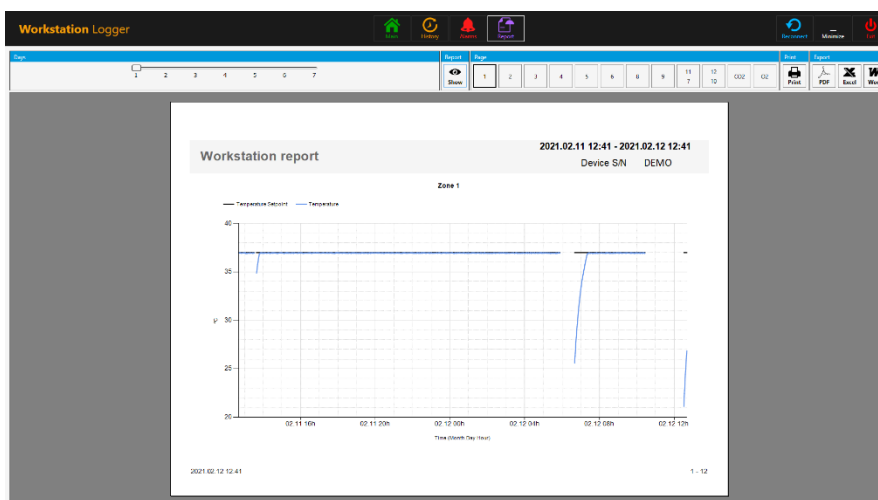 Workstation Logger
Main
History
Alarms
Report
Reconnect
Minimize
Exit
Days
1 2 3 4 5 6 7
Report
Show
Page
1 2 3 4 5 6 8 9 11 7 12 10 CO2 O2
Print
Print
Export
PDF Excel Wor
Workstation report
2021.02.11 12:41 - 2021.02.12 12:41
Device S/N DEMO
Zone 1
Temperature Setpoint Temperature
40
35
°C 30
25
20
02.11 16h 02.11 20h 02.12 00h 02.12 04h 02.12 08h 02.12 12h
Time (Month.Day Hour)
2021.02.12 12:41
1 - 12